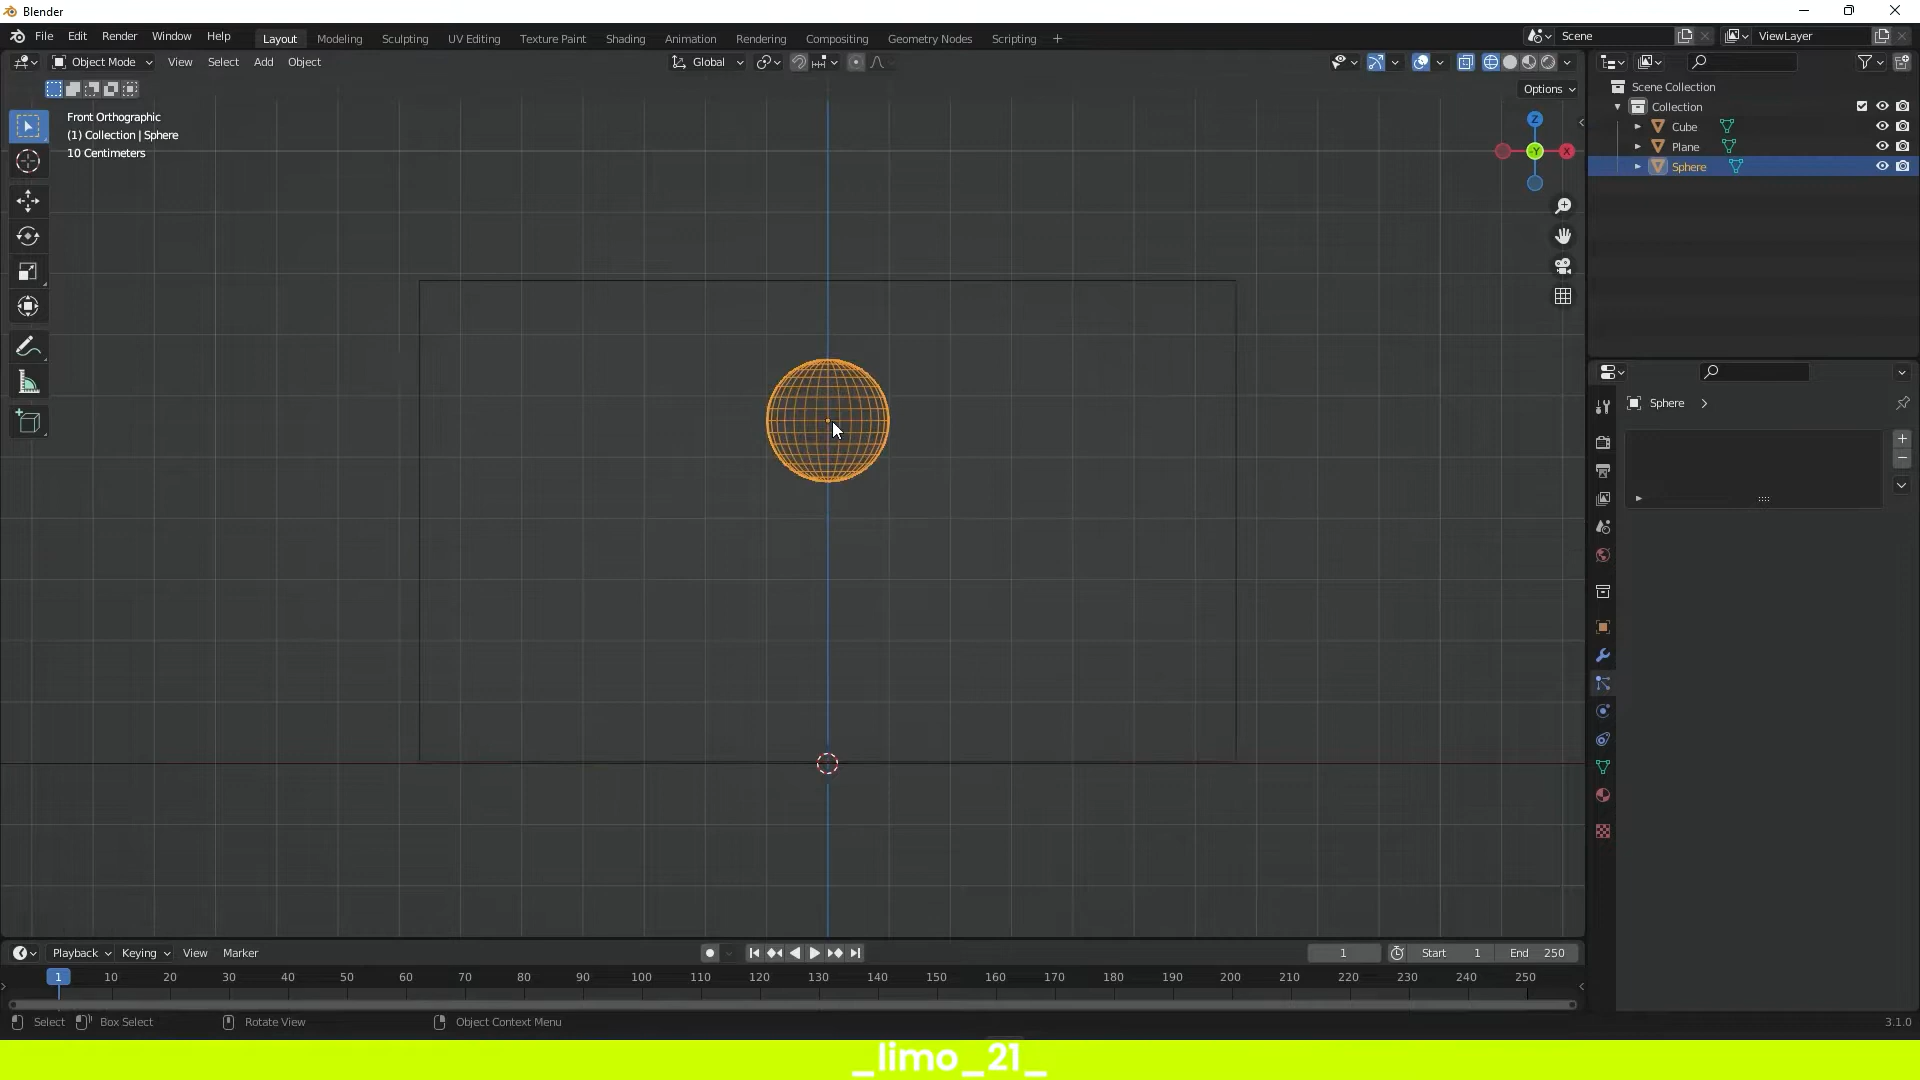 Blender
File Edit Render Window Help Layout Modeling Sculpting UV Editing Texture Paint Shading Animation Rendering Compositing Geometry Nodes Scripting + Scene ViewLayer
Object Mode View Select Add Object Global
Options
Front Orthographic
(1) Collection | Sphere
10 Centimeters
Z
-Y X
Scene Collection
Collection
Cube
Plane
Sphere
Sphere
Playback Keying View Marker 1 Start 1 End 250
1 10 20 30 40 50 60 70 80 90 100 110 120 130 140 150 160 170 180 190 200 210 220 230 240 250
Select Box Select Rotate View Object Context Menu 3.1.0
_limo_21_